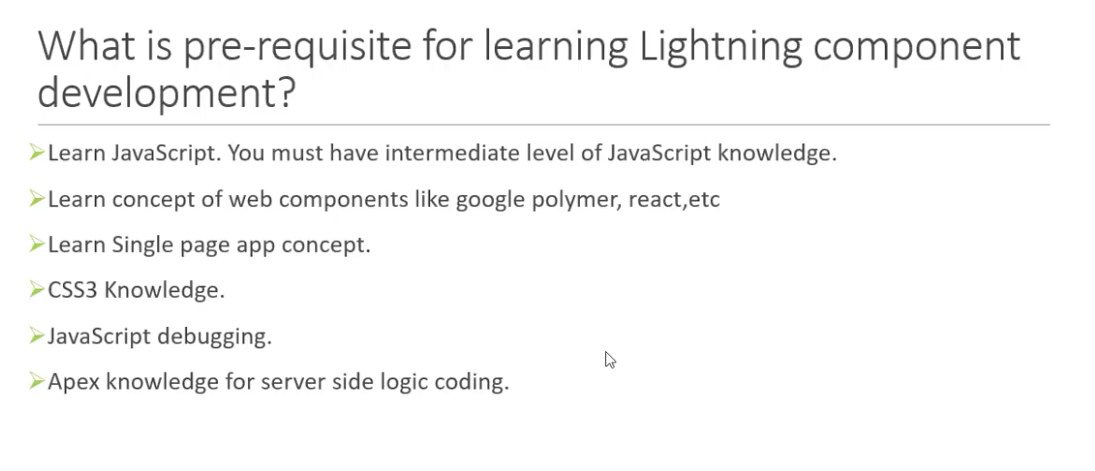 What is pre-requisite for learning Lightning component
development?
➢Learn JavaScript. You must have intermediate level of JavaScript knowledge.
➢Learn concept of web components like google polymer, react,etc
➢Learn Single page app concept.
➢CSS3 Knowledge.
➢JavaScript debugging.
➢Apex knowledge for server side logic coding.